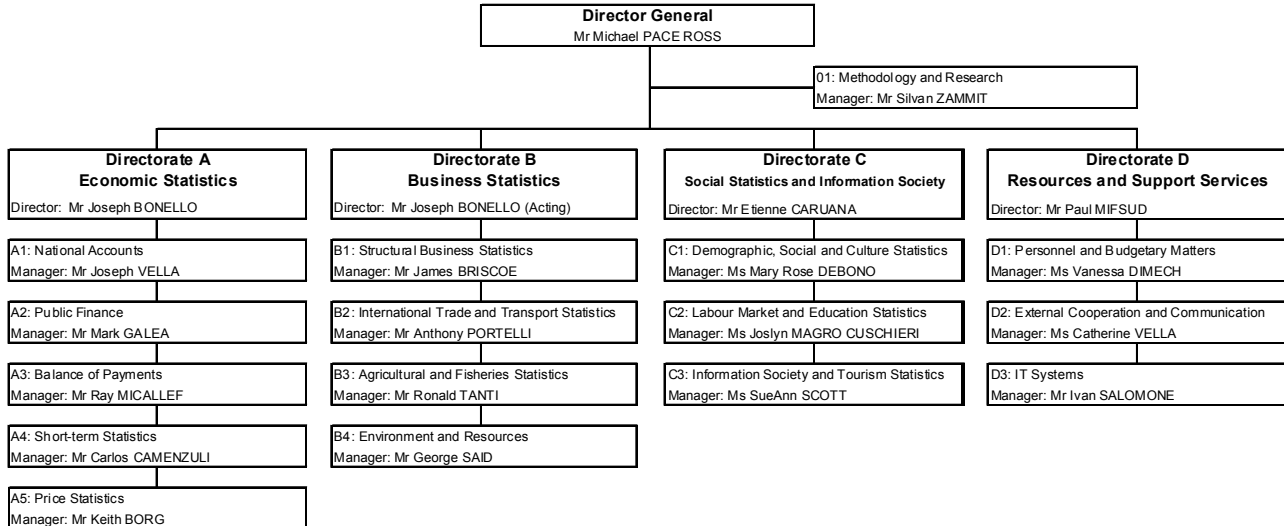 Director General
Mr Michael PACE ROSS
01: Methodology and Research
Manager: Mr Silvan ZAMMIT
Directorate A
Economic Statistics
Director: Mr Joseph BONELLO
A1: National Accounts
Manager: Mr Joseph VELLA
A2: Public Finance
Manager: Mr Mark GALEA
A3: Balance of Payments
Manager: Mr Ray MICALLEF
A4: Short-term Statistics
Manager: Mr Carlos CAMENZULI
A5: Price Statistics
Manager: Mr Keith BORG
Directorate B
Business Statistics
Director: Mr Joseph BONELLO (Acting)
B1: Structural Business Statistics
Manager: Mr James BRISCOE
B2: International Trade and Transport Statistics
Manager: Mr Anthony PORTELLI
B3: Agricultural and Fisheries Statistics
Manager: Mr Ronald TANTI
B4: Environment and Resources
Manager: Mr George SAID
Directorate C
Social Statistics and Information Society
Director: Mr Etienne CARUANA
C1: Demographic, Social and Culture Statistics
Manager: Ms Mary Rose DEBONO
C2: Labour Market and Education Statistics
Manager: Ms Joslyn MAGRO CUSCHIERI
C3: Information Society and Tourism Statistics
Manager: Ms SueAnn SCOTT
Directorate D
Resources and Support Services
Director: Mr Paul MIFSUD
D1: Personnel and Budgetary Matters
Manager: Ms Vanessa DIMECH
D2: External Cooperation and Communication
Manager: Ms Catherine VELLA
D3: IT Systems
Manager: Mr Ivan SALOMONE